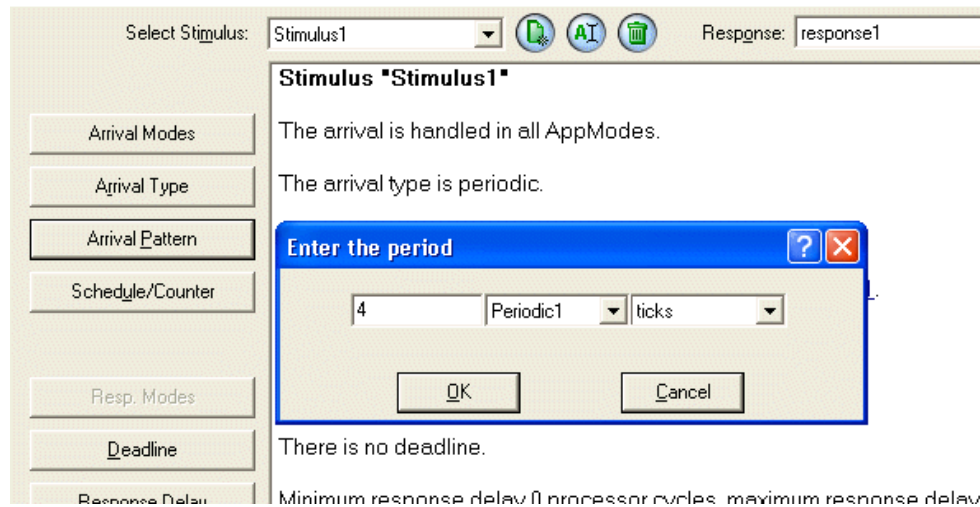 Select Stimulus: Stimulus1 Response: response1
Stimulus "Stimulus1"
Arrival Modes
The arrival is handled in all AppModes.
Arrival Type
The arrival type is periodic.
Arrival Pattern
Enter the period
Schedule/Counter
4 Periodic1 ticks
OK Cancel
Resp. Modes
Deadline
There is no deadline.
Response Delay
Minimum response delay 0 processor cycles, maximum response delay